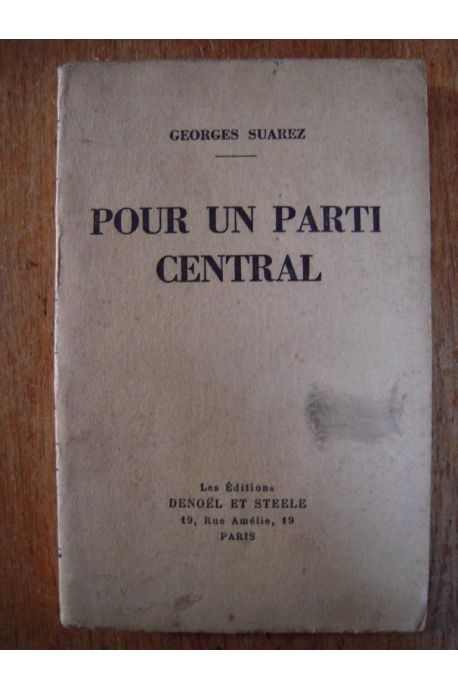 GEORGES SUAREZ
POUR UN PARTI
CENTRAL
Les Éditions
DENOËL ET STEELE
19, Rue Amélie, 19
PARIS